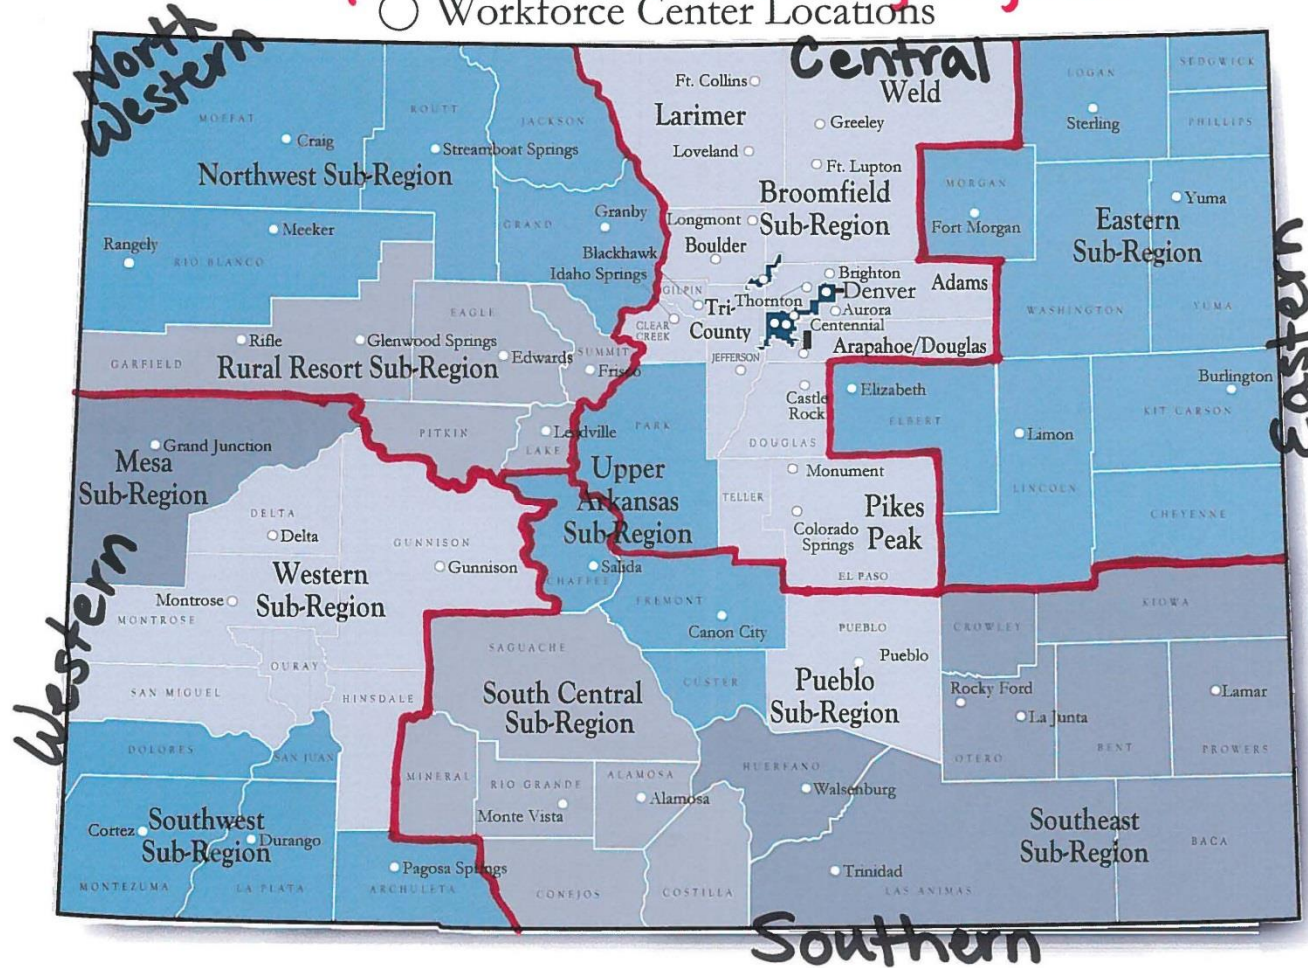 Workforce Center Locations
North
Western
Central
Eastern
Western
Southern
MOFFAT
Craig
Northwest Sub-Region
ROUTT
Streamboat Springs
JACKSON
GRAND
Granby
RIO BLANCO
Meeker
Rangely
Blackhawk
Idaho Springs
GILPIN
CLEAR
CREEK
Ft. Collins
Larimer
Loveland
Weld
Greeley
Ft. Lupton
Broomfield
Sub-Region
Longmont
Boulder
Tri-
County
Thornton
Brighton
Denver
Aurora
Centennial
Adams
Arapahoe/Douglas
JEFFERSON
Castle
Rock
DOUGLAS
LOGAN
Sterling
SEDGWICK
PHILLIPS
MORGAN
Fort Morgan
Yuma
Eastern
Sub-Region
WASHINGTON
YUMA
Elizabeth
ELBERT
Limon
LINCOLN
Burlington
KIT CARSON
CHEYENNE
GARFIELD
Rifle
Glenwood Springs
EAGLE
Edwards
SUMMIT
Frisco
Rural Resort Sub-Region
PITKIN
Leadville
LAKE
PARK
Upper
Arkansas
Sub-Region
Salida
CHAFFEE
FREMONT
Canon City
CUSTER
TELLER
Monument
Colorado
Springs
Pikes
Peak
EL PASO
Grand Junction
Mesa
Sub-Region
DELTA
Delta
GUNNISON
Gunnison
Western
Sub-Region
Montrose
MONTROSE
OURAY
SAN MIGUEL
HINSDALE
DOLORES
SAN JUAN
Cortez
Southwest
Sub-Region
Durango
MONTEZUMA
LA PLATA
Pagosa Springs
ARCHULETA
SAGUACHE
South Central
Sub-Region
MINERAL
RIO GRANDE
Monte Vista
ALAMOSA
Alamosa
CONEJOS
COSTILLA
PUEBLO
Pueblo
Pueblo
Sub-Region
HUERFANO
Walsenburg
Trinidad
LAS ANIMAS
CROWLEY
KIOWA
Rocky Ford
La Junta
OTERO
BENT
Lamar
PROWERS
Southeast
Sub-Region
BACA